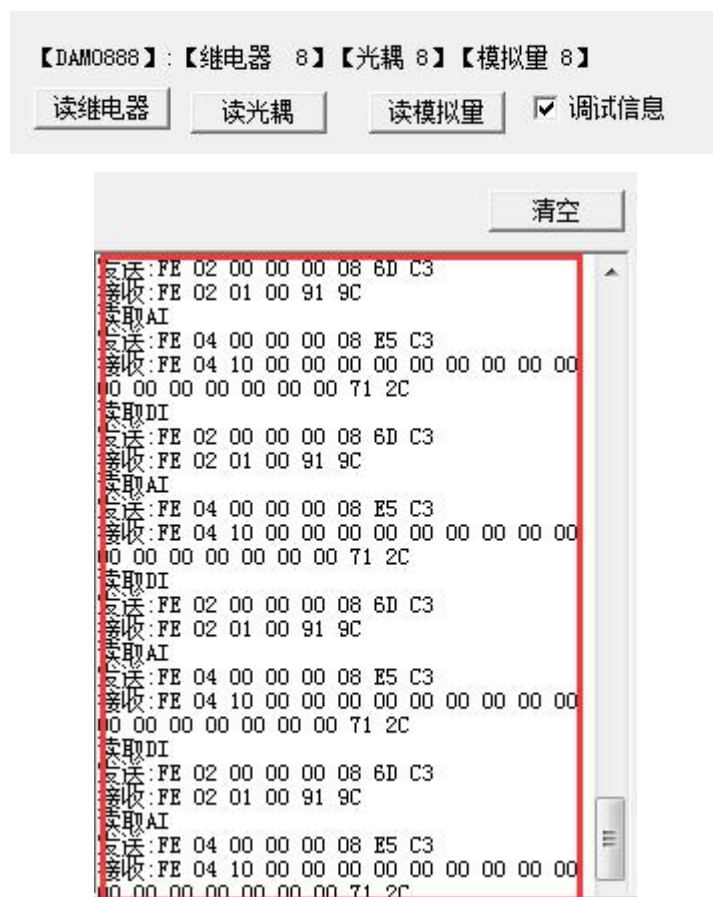 【DAM0888】:【继电器 8】【光耦 8】【模拟量 8】
读继电器 读光耦 读模拟量 调试信息
清空
发送:FE 02 00 00 00 08 6D C3
接收:FE 02 01 00 91 9C
读取AI
发送:FE 04 00 00 00 08 E5 C3
接收:FE 04 10 00 00 00 00 00 00 00 00 00
00 00 00 00 00 00 00 71 2C
读取DI
发送:FE 02 00 00 00 08 6D C3
接收:FE 02 01 00 91 9C
读取AI
发送:FE 04 00 00 00 08 E5 C3
接收:FE 04 10 00 00 00 00 00 00 00 00 00
00 00 00 00 00 00 00 71 2C
读取DI
发送:FE 02 00 00 00 08 6D C3
接收:FE 02 01 00 91 9C
读取AI
发送:FE 04 00 00 00 08 E5 C3
接收:FE 04 10 00 00 00 00 00 00 00 00 00
00 00 00 00 00 00 00 71 2C
读取DI
发送:FE 02 00 00 00 08 6D C3
接收:FE 02 01 00 91 9C
读取AI
发送:FE 04 00 00 00 08 E5 C3
接收:FE 04 10 00 00 00 00 00 00 00 00 00
00 00 00 00 00 00 00 71 2C